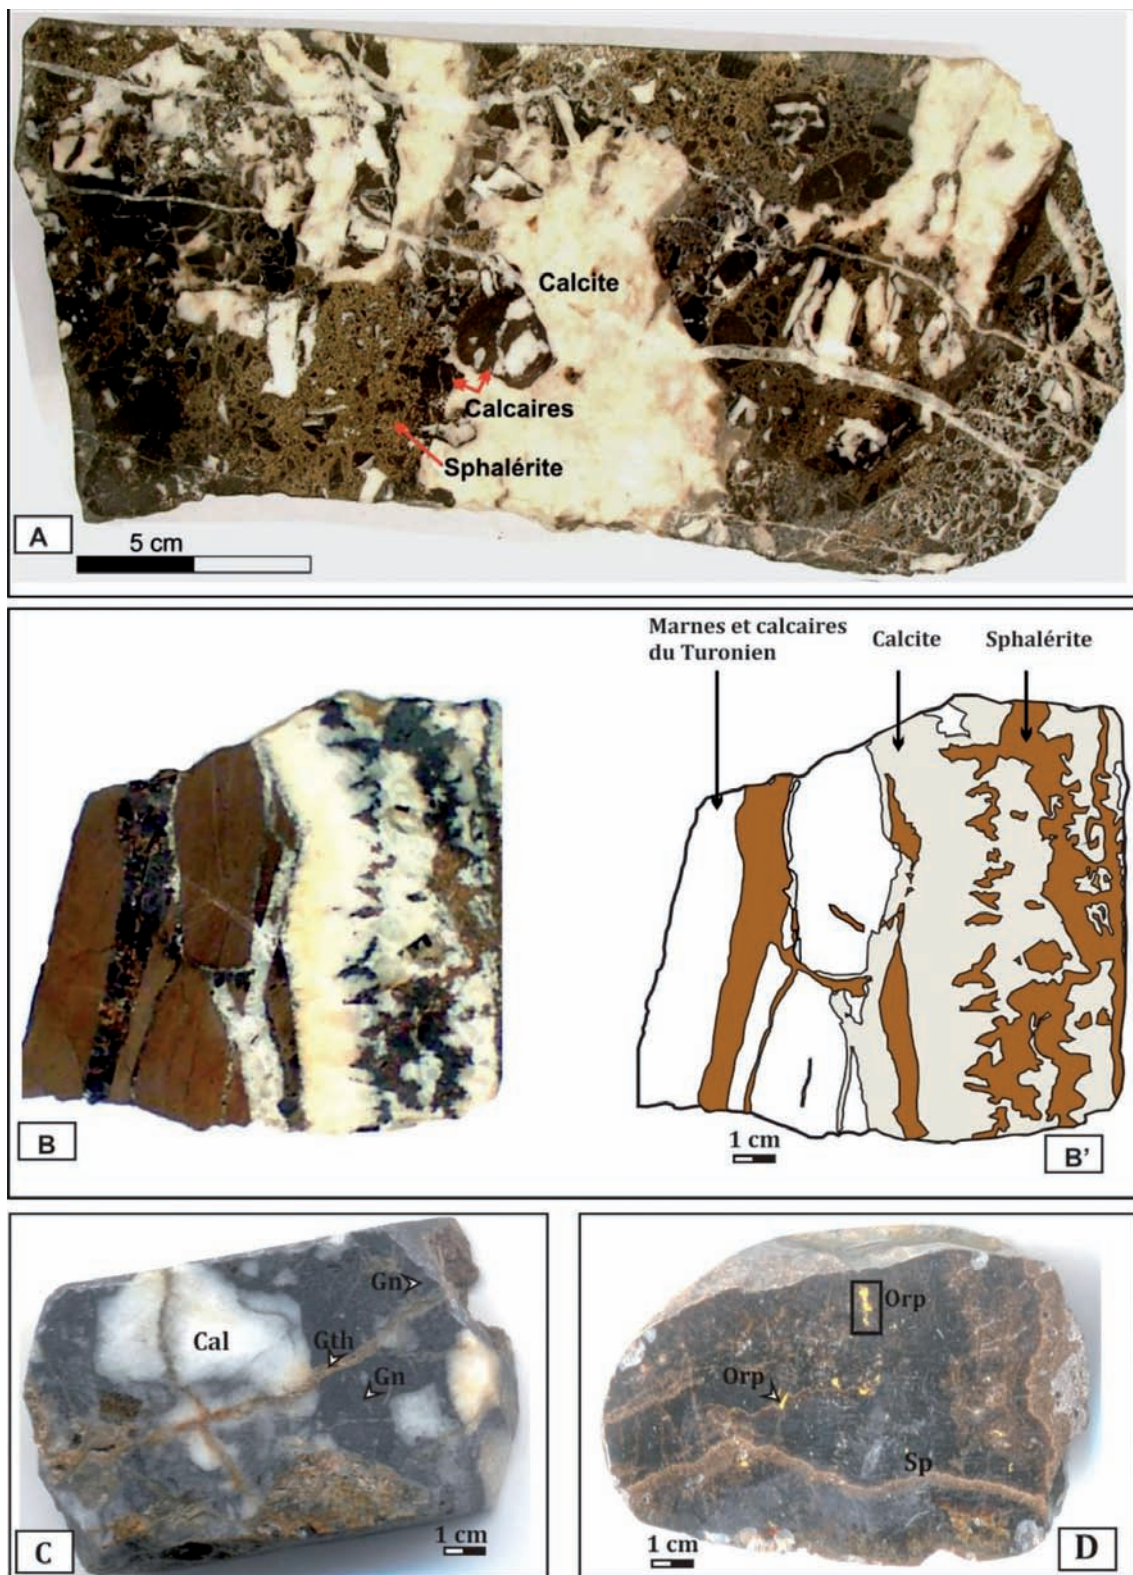 Calcite
Calcaires
Sphalérite
A
5 cm
Marnes et calcaires
du Turonien
Calcite
Sphalérite
B
1 cm
B'
Gn
Cal
Gth
Gn
C
1 cm
Orp
Orp
Sp
1 cm
D